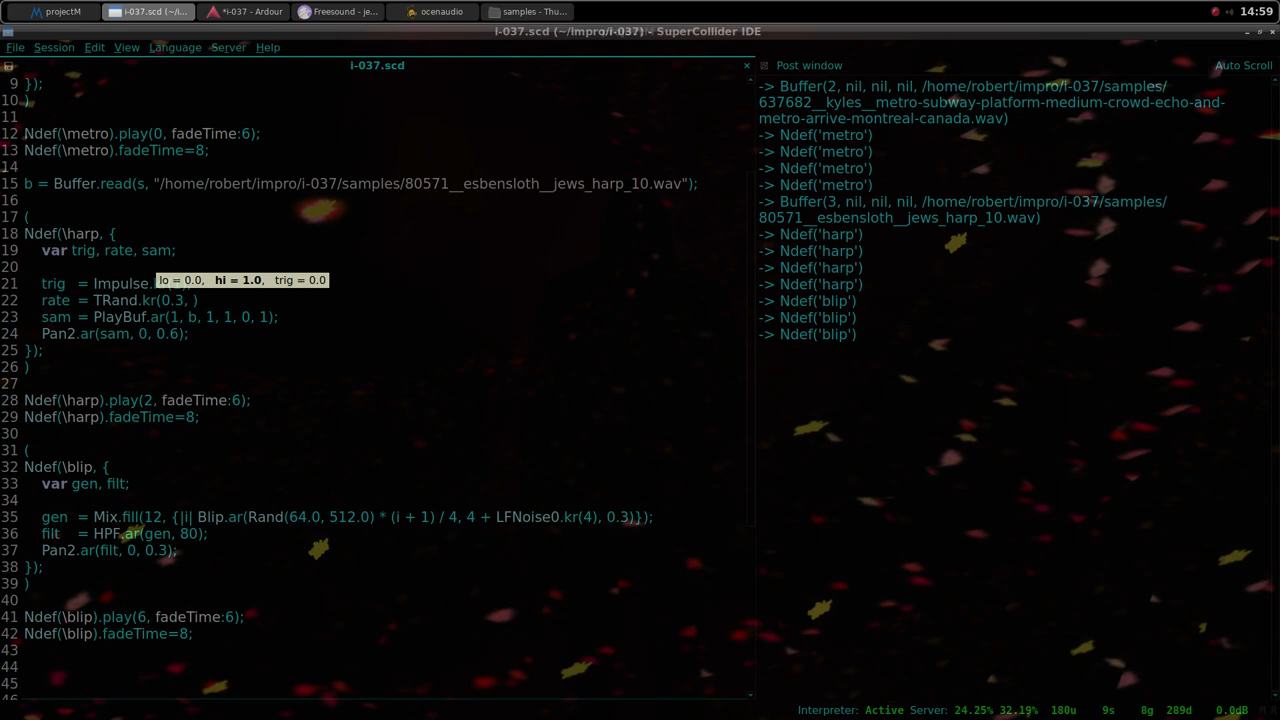 projectM
i-037.scd (~/i...
*i-037 - Ardour
Freesound - je...
ocenaudio
samples - Thu...
14:59
i-037.scd (~/impro/i-037) - SuperCollider IDE
File Session Edit View Language Server Help
i-037.scd
9 });
10 )
11
12 Ndef(\metro).play(0, fadeTime:6);
13 Ndef(\metro).fadeTime=8;
14
15 b = Buffer.read(s, "/home/robert/impro/i-037/samples/80571__esbensloth__jews_harp_10.wav");
16
17 (
18 Ndef(\harp, {
19 var trig, rate, sam;
20
lo = 0.0, hi = 1.0, trig = 0.0
21 trig = Impulse.
22 rate = TRand.kr(0.3, )
23 sam = PlayBuf.ar(1, b, 1, 1, 0, 1);
24 Pan2.ar(sam, 0, 0.6);
25 });
26 )
27
28 Ndef(\harp).play(2, fadeTime:6);
29 Ndef(\harp).fadeTime=8;
30
31 (
32 Ndef(\blip, {
33 var gen, filt;
34
35 gen = Mix.fill(12, {|i| Blip.ar(Rand(64.0, 512.0) * (i + 1) / 4, 4 + LFNoise0.kr(4), 0.3)});
36 filt = HPF.ar(gen, 80);
37 Pan2.ar(filt, 0, 0.3);
38 });
39 )
40
41 Ndef(\blip).play(6, fadeTime:6);
42 Ndef(\blip).fadeTime=8;
43
44
45
Post window
Auto Scroll
-> Buffer(2, nil, nil, nil, /home/robert/impro/i-037/samples/
637682__kyles__metro-subway-platform-medium-crowd-echo-and-
metro-arrive-montreal-canada.wav)
-> Ndef('metro')
-> Ndef('metro')
-> Ndef('metro')
-> Ndef('metro')
-> Buffer(3, nil, nil, nil, /home/robert/impro/i-037/samples/
80571__esbensloth__jews_harp_10.wav)
-> Ndef('harp')
-> Ndef('harp')
-> Ndef('harp')
-> Ndef('harp')
-> Ndef('blip')
-> Ndef('blip')
-> Ndef('blip')
Interpreter: Active Server: 24.25% 32.19% 180u 9s 8g 289d 0.0dB